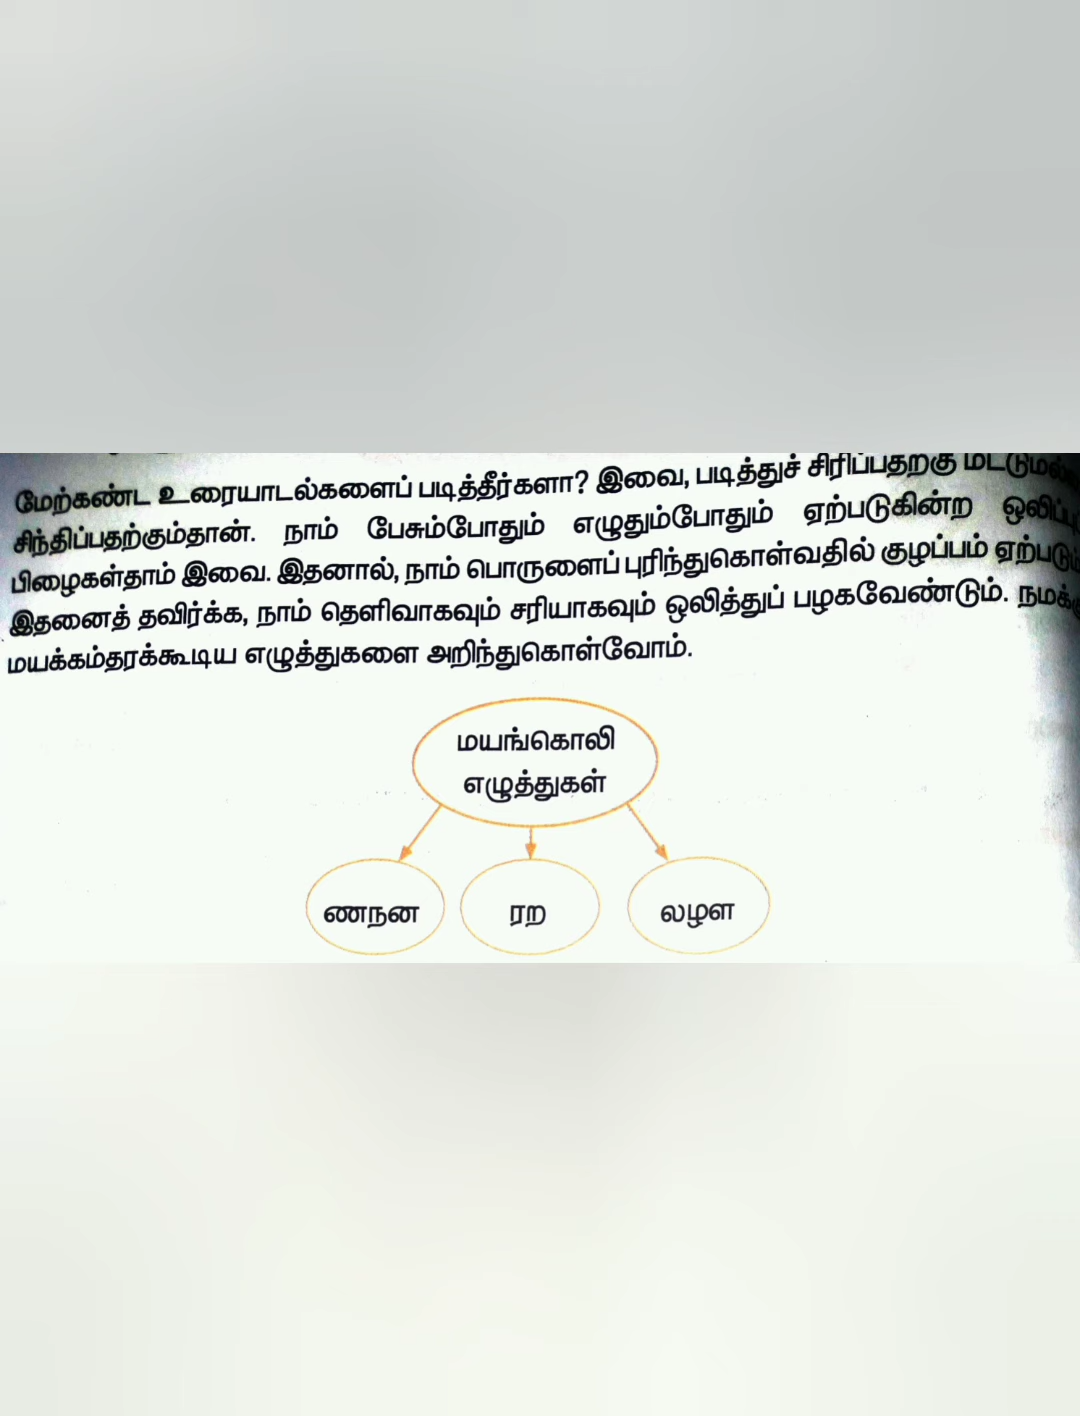 மேற்கண்ட உரையாடல்களைப் படித்தீர்களா? இவை, படித்துச் சிரிப்பதற்கு
சிந்திப்பதற்கும்தான். நாம் பேசும்போதும் எழுதும்போதும் ஏற்படுகின்ற
பிழைகள்தாம் இவை. இதனால், நாம் பொருளைப் புரிந்துகொள்வதில் குழப்பம்
இதனைத் தவிர்க்க, நாம் தெளிவாகவும் சரியாகவும் ஒலித்துப் பழகவேண்டும்.
மயக்கம்தரக்கூடிய எழுத்துகளை அறிந்துகொள்வோம்.
மயங்கொலி
எழுத்துகள்
ணநன
ரற
லழள